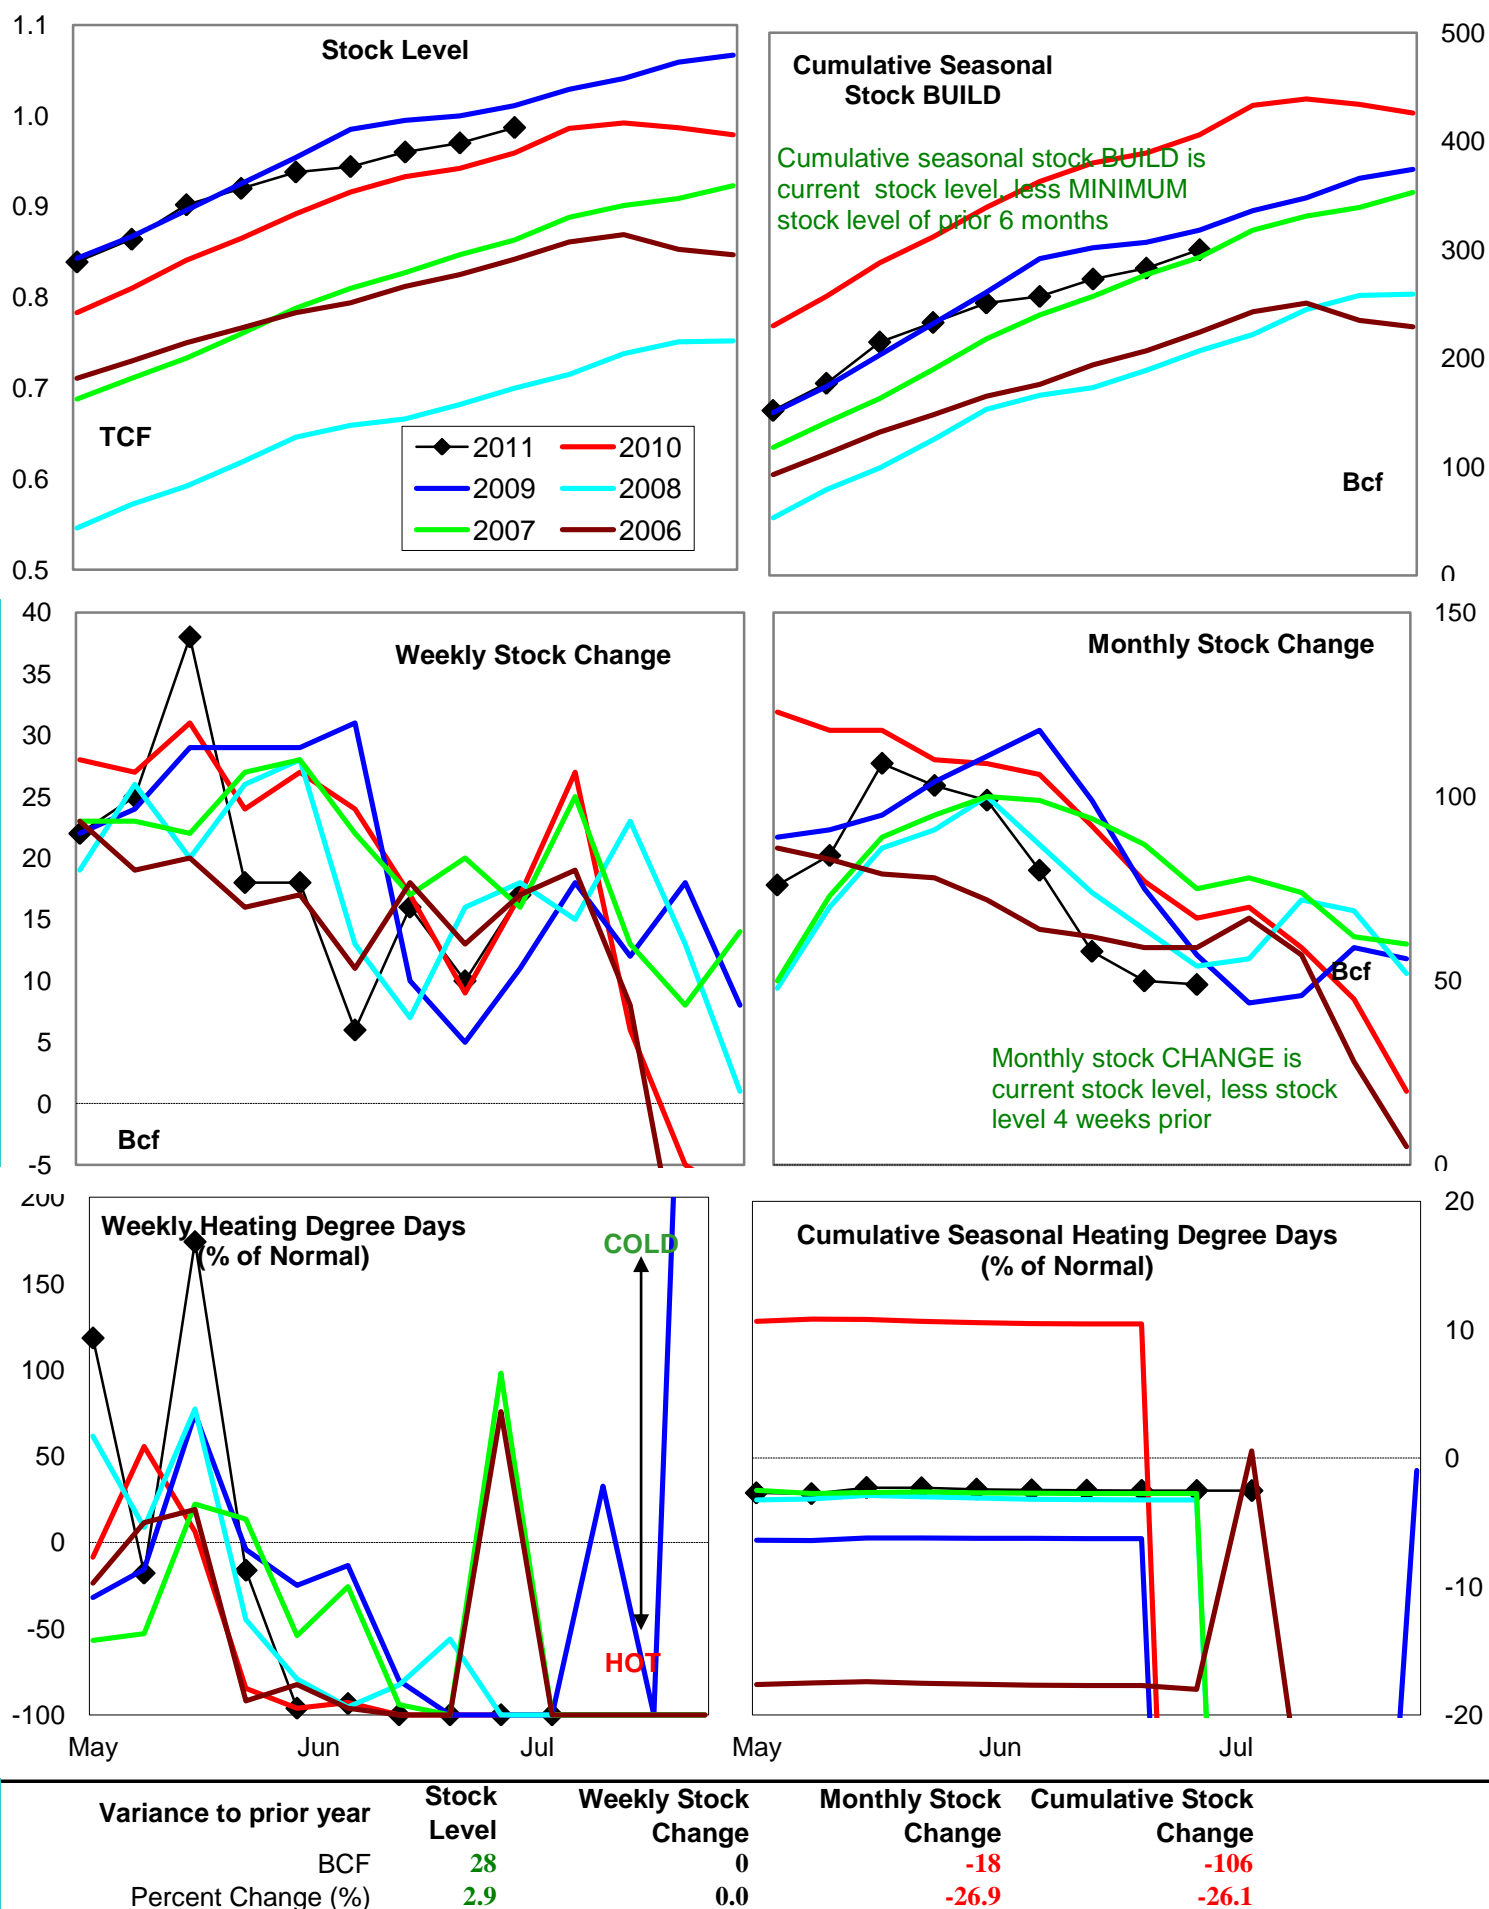 Stock Level
1.1
1.0
0.9
0.8
0.7
0.6
0.5
TCF
2011
2010
2009
2008
2007
2006
Cumulative Seasonal
Stock BUILD
Cumulative seasonal stock BUILD is
current stock level, less MINIMUM
stock level of prior 6 months
Bcf
500
400
300
200
100
0
Weekly Stock Change
40
35
30
25
20
15
10
5
0
-5
Bcf
Monthly Stock Change
150
100
50
0
Bcf
Monthly stock CHANGE is
current stock level, less stock
level 4 weeks prior
Weekly Heating Degree Days
(% of Normal)
200
150
100
50
0
-50
-100
COLD
HOT
May
Jun
Jul
Cumulative Seasonal Heating Degree Days
(% of Normal)
20
10
0
-10
-20
May
Jun
Jul
Variance to prior year
Stock
Level
Weekly Stock
Change
Monthly Stock
Change
Cumulative Stock
Change
BCF 28 0 -18 -106
Percent Change (%) 2.9 0.0 -26.9 -26.1